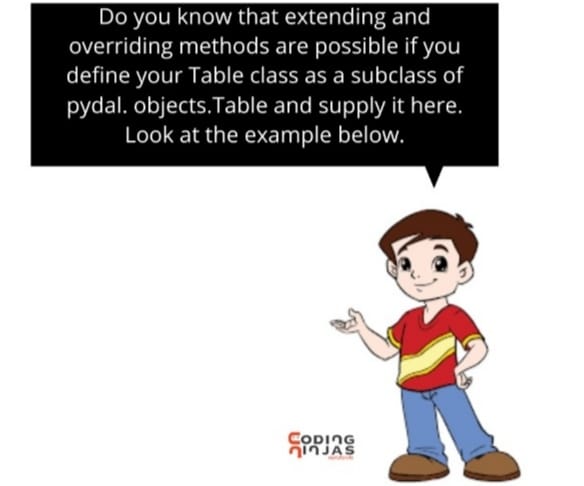 Do you know that extending and
overriding methods are possible if you
define your Table class as a subclass of
pydal. objects.Table and supply it here.
Look at the example below.
CODING
NINJAS